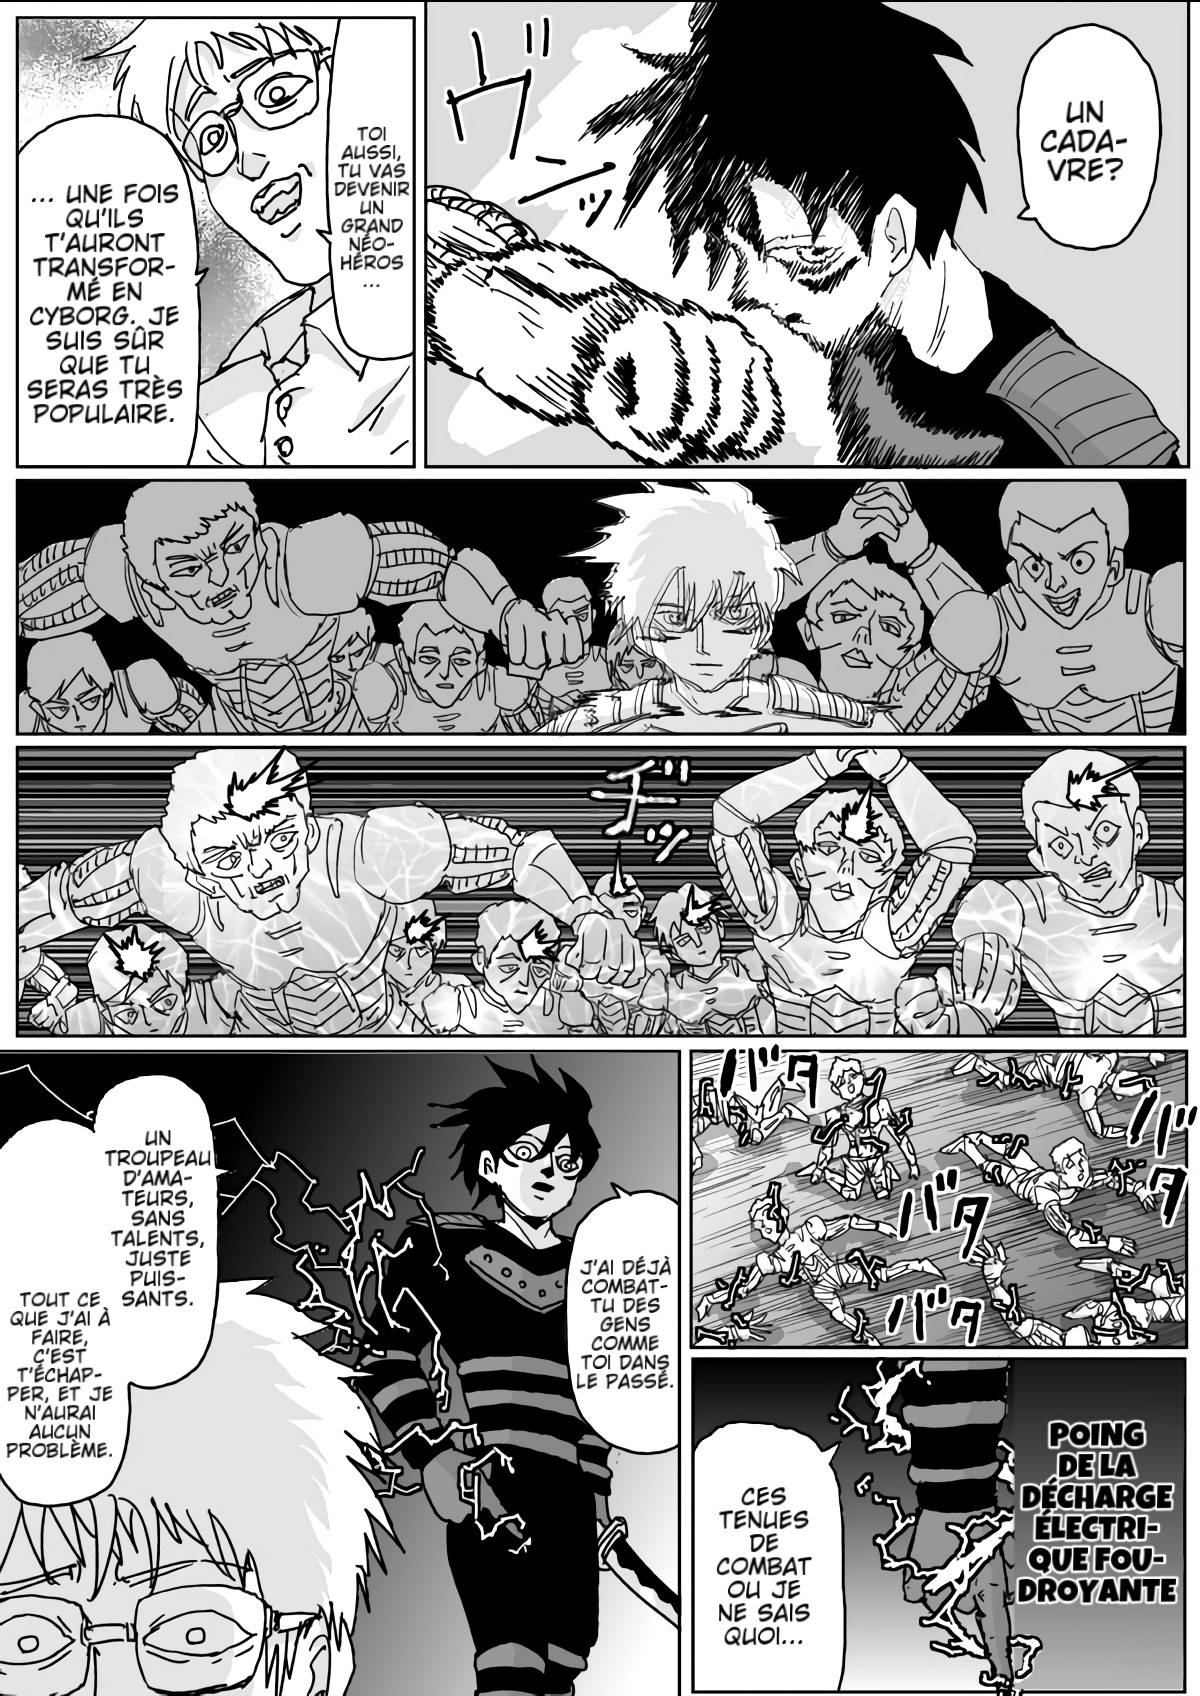 UN
CADA-
VRE?
ヴンッ
TOI
AUSSI,
TU VAS
DEVENIR
UN
GRAND
NÉO-
HÉROS
...
... UNE FOIS
QU'ILS
T'AURONT
TRANSFOR-
MÉ EN
CYBORG. JE
SUIS SÛR
QUE TU
SERAS TRÈS
POPULAIRE.
ヂッ
バタ
バタ
バタ
バタ
POING
DE LA
DÉCHARGE
ÉLECTRI-
QUE FOU-
DROYANTE
CES
TENUES
DE
COMBAT
OU JE
NE SAIS
QUOI...
J'AI DÉJÀ
COMBAT-
TU DES
GENS
COMME
TOI DANS
LE PASSÉ.
UN
TROUPEAU
D'AMA-
TEURS,
SANS
TALENTS,
JUSTE
PUIS-
SANTS.
TOUT CE
QUE J'AI À
FAIRE,
C'EST
T'ÉCHAP-
PER, ET JE
N'AURAI
AUCUN
PROBLÈME.